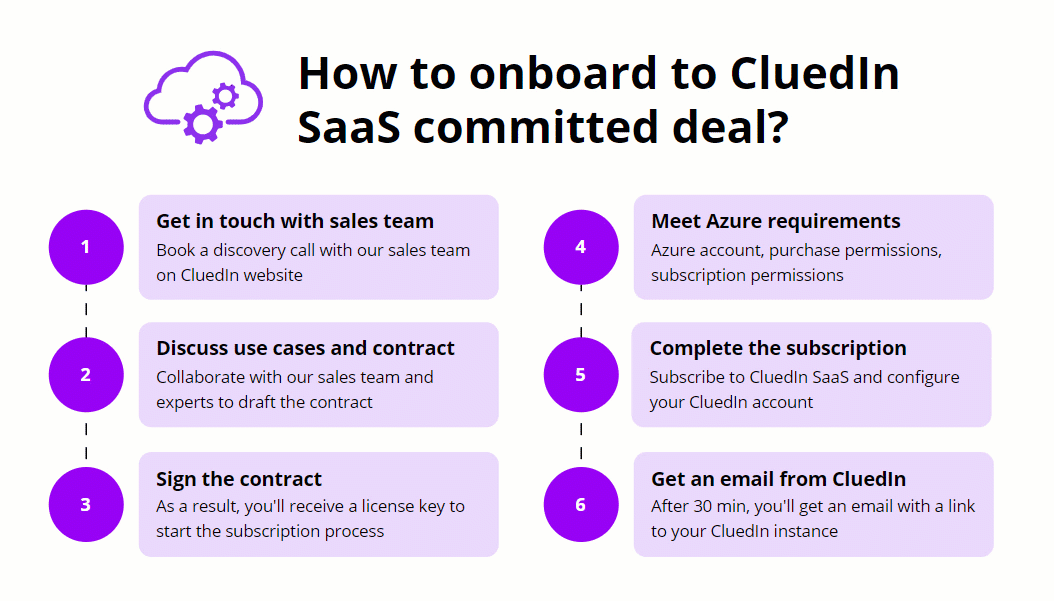 How to onboard to CluedIn
SaaS committed deal?
1
Get in touch with sales team
Book a discovery call with our sales team
on CluedIn website
2
Discuss use cases and contract
Collaborate with our sales team and
experts to draft the contract
3
Sign the contract
As a result, you'll receive a license key to
start the subscription process
4
Meet Azure requirements
Azure account, purchase permissions,
subscription permissions
5
Complete the subscription
Subscribe to CluedIn SaaS and configure
your CluedIn account
6
Get an email from CluedIn
After 30 min, you'll get an email with a link
to your CluedIn instance